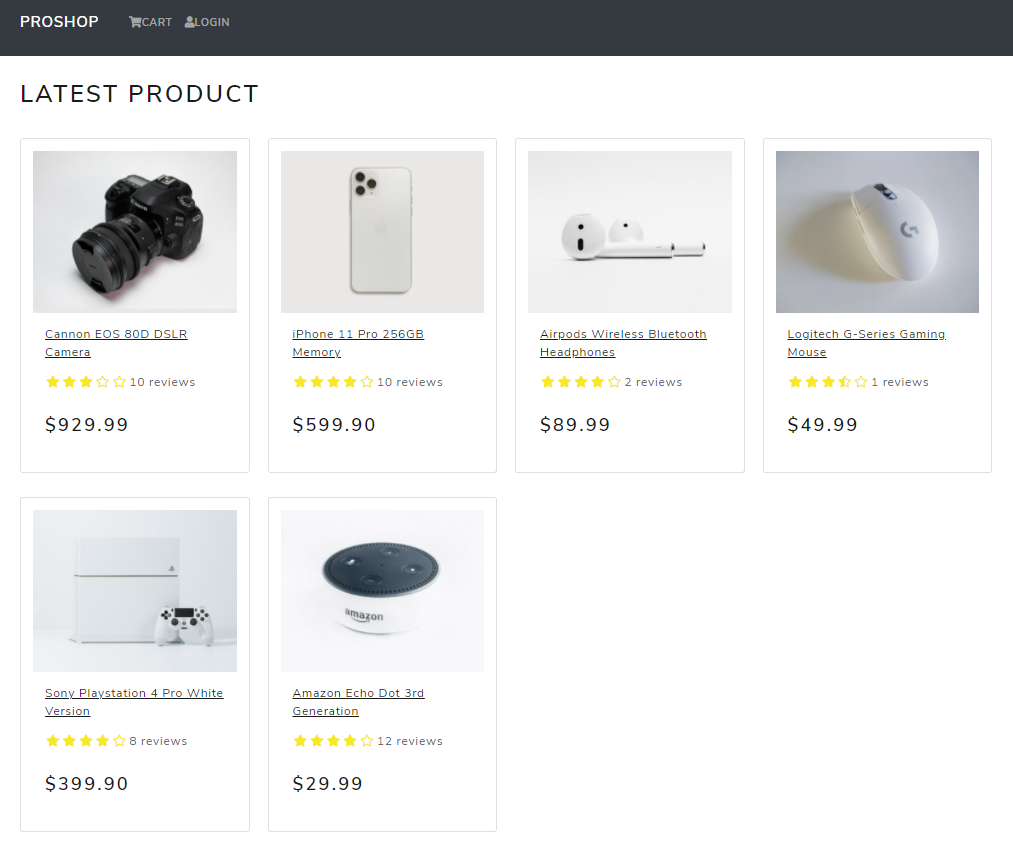 PROSHOP
CART
LOGIN
LATEST PRODUCT
Cannon EOS 80D DSLR
Camera
10 reviews
$929.99
iPhone 11 Pro 256GB
Memory
10 reviews
$599.90
Airpods Wireless Bluetooth
Headphones
2 reviews
$89.99
Logitech G-Series Gaming
Mouse
1 reviews
$49.99
amazon
Sony Playstation 4 Pro White
Version
8 reviews
$399.90
Amazon Echo Dot 3rd
Generation
12 reviews
$29.99